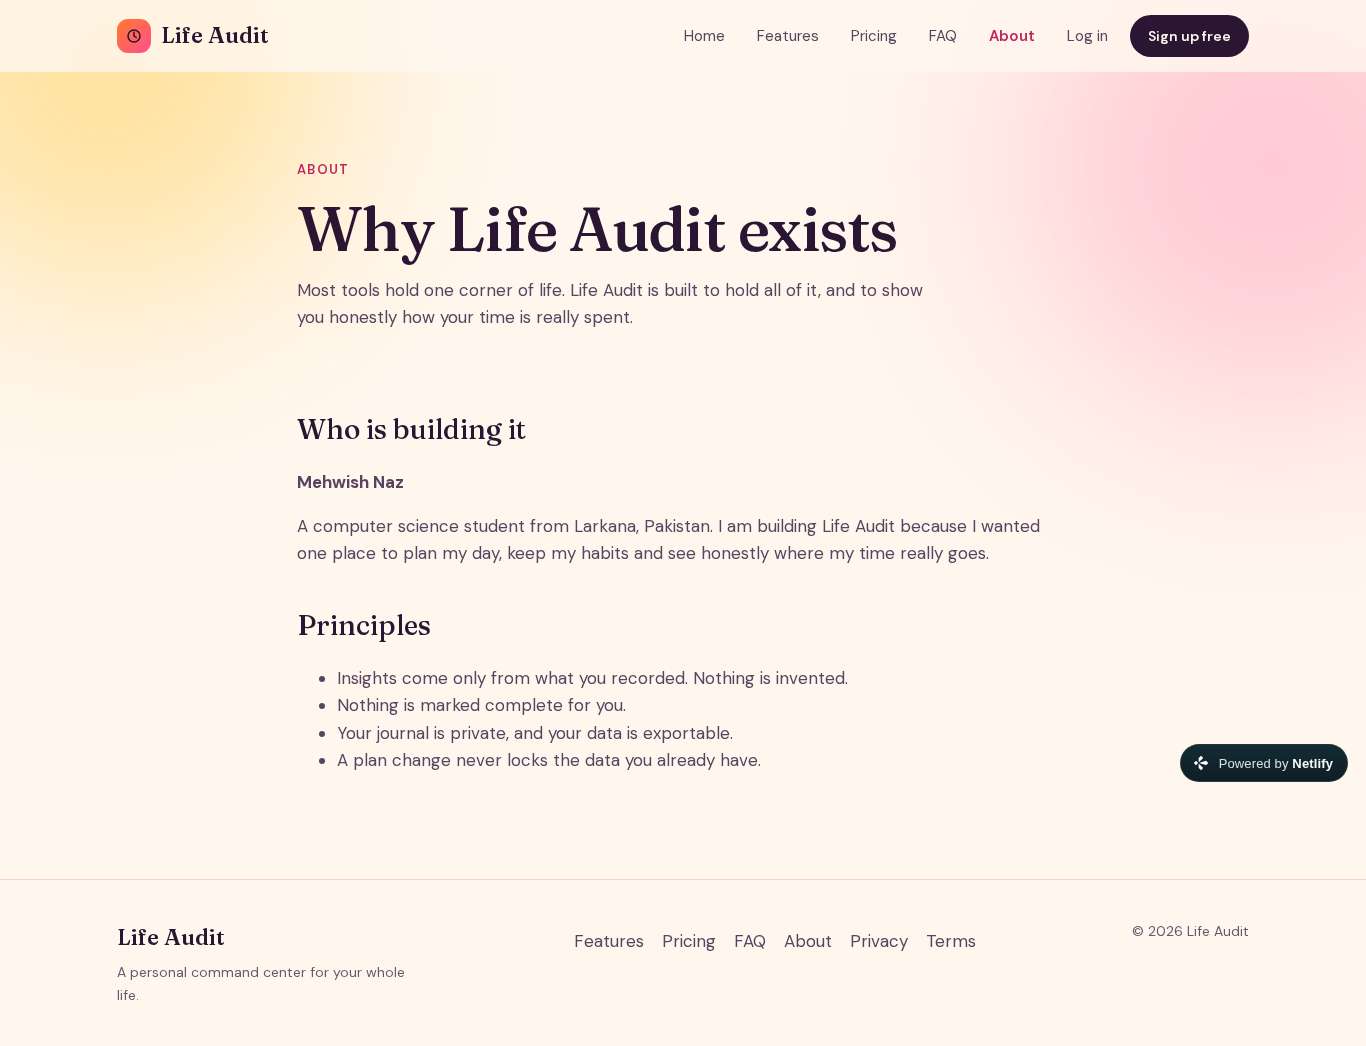 Life Audit
Home Features Pricing FAQ About Log in Sign up free
ABOUT
Why Life Audit exists
Most tools hold one corner of life. Life Audit is built to hold all of it, and to show
you honestly how your time is really spent.
Who is building it
Mehwish Naz
A computer science student from Larkana, Pakistan. I am building Life Audit because I wanted
one place to plan my day, keep my habits and see honestly where my time really goes.
Principles
Insights come only from what you recorded. Nothing is invented.
Nothing is marked complete for you.
Your journal is private, and your data is exportable.
A plan change never locks the data you already have.
Powered by Netlify
Life Audit
A personal command center for your whole
life.
Features Pricing FAQ About Privacy Terms
© 2026 Life Audit